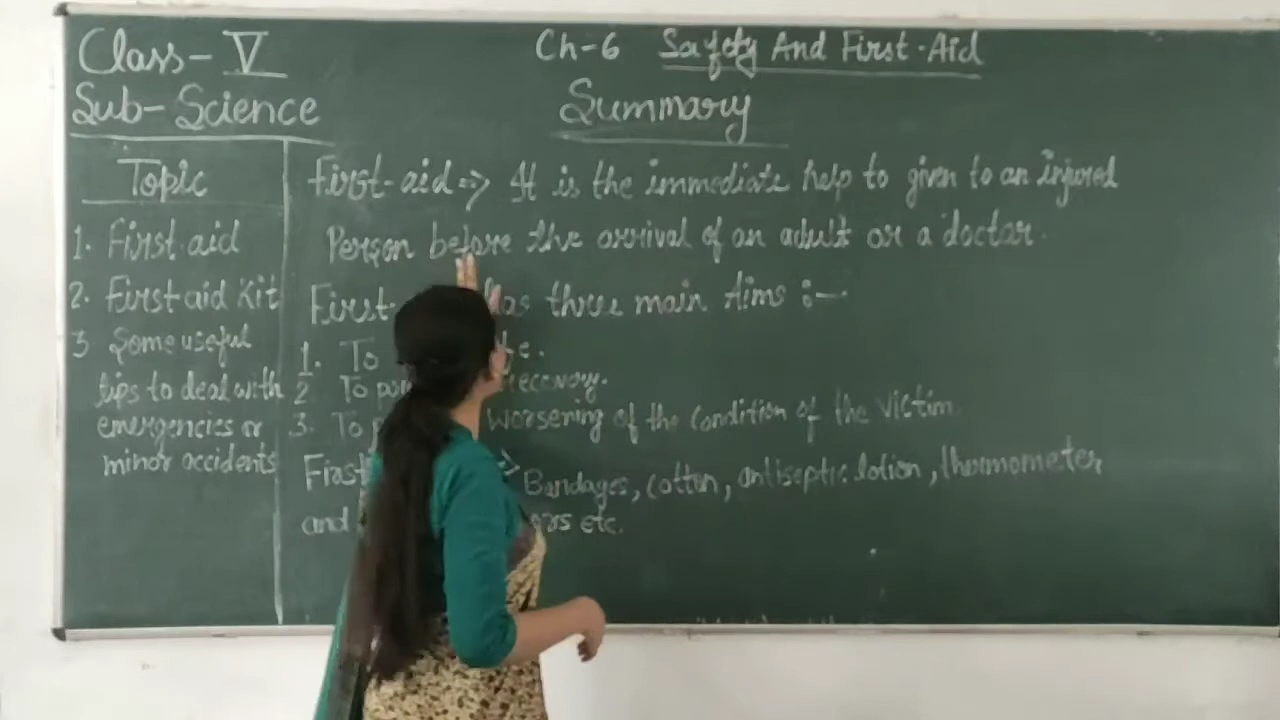 Class- V
Sub- Science
Ch-6 Safety And First-Aid
Summary
Topic
1. First aid
2. First aid Kit
3 Some useful
tips to deal with
emergencies or
minor accidents
First-aid => It is the immediate help to given to an injured
Person before the arrival of an adult or a doctor.
First- has three main Aims :-
1. To
2 To recovery.
3. To worsening of the condition of the victim
First => Bandages, cotton, antiseptic lotion, thermometer
and etc.